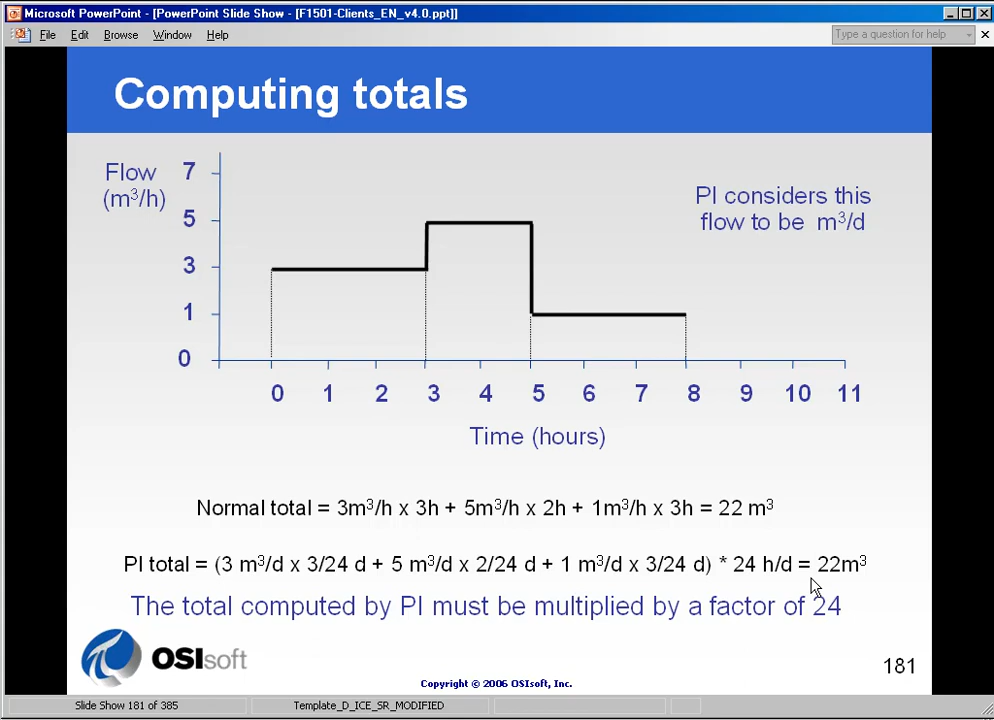 Microsoft PowerPoint - [PowerPoint Slide Show - [F1501-Clients_EN_v4.0.ppt]]
File Edit Browse Window Help
Type a question for help
Computing totals
Flow
(m³/h)
7
5
3
1
0
PI considers this
flow to be m³/d
0 1 2 3 4 5 6 7 8 9 10 11
Time (hours)
Normal total = 3m³/h x 3h + 5m³/h x 2h + 1m³/h x 3h = 22 m³
PI total = (3 m³/d x 3/24 d + 5 m³/d x 2/24 d + 1 m³/d x 3/24 d) * 24 h/d = 22m³
The total computed by PI must be multiplied by a factor of 24
OSIsoft
Copyright © 2006 OSIsoft, Inc.
181
Slide Show 181 of 385
Template_D_ICE_SR_MODIFIED